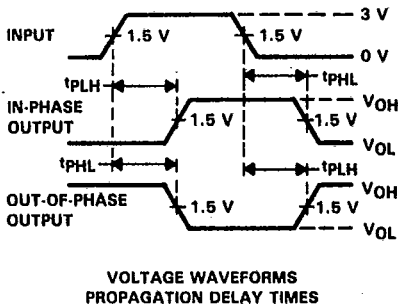 3 V
INPUT
1.5 V
1.5 V
0 V
tPLH
tPHL
IN-PHASE
OUTPUT
VOH
1.5 V
1.5 V
VOL
tPHL
tPLH
OUT-OF-PHASE
OUTPUT
VOH
1.5 V
1.5 V
VOL
VOLTAGE WAVEFORMS
PROPAGATION DELAY TIMES